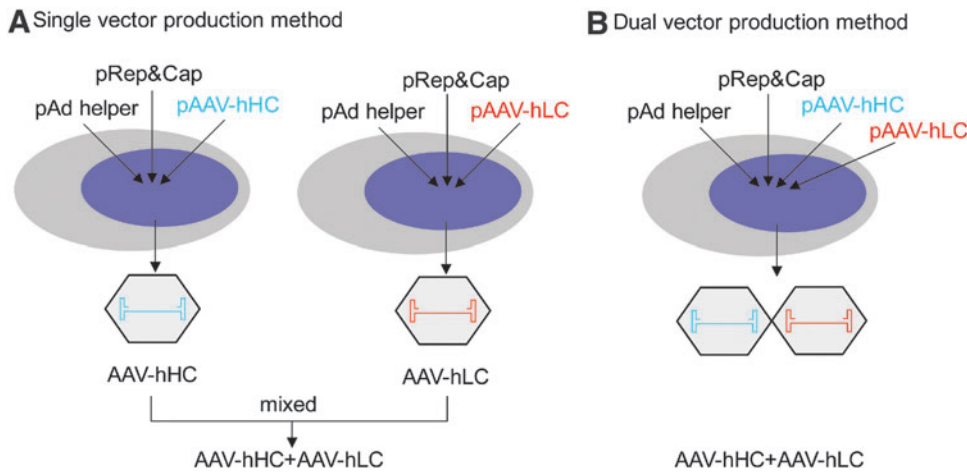 A Single vector production method
pRep&Cap
pAd helper
pAAV-hHC
pRep&Cap
pAd helper
pAAV-hLC
AAV-hHC
AAV-hLC
mixed
AAV-hHC+AAV-hLC
B Dual vector production method
pRep&Cap
pAd helper
pAAV-hHC
pAAV-hLC
AAV-hHC+AAV-hLC